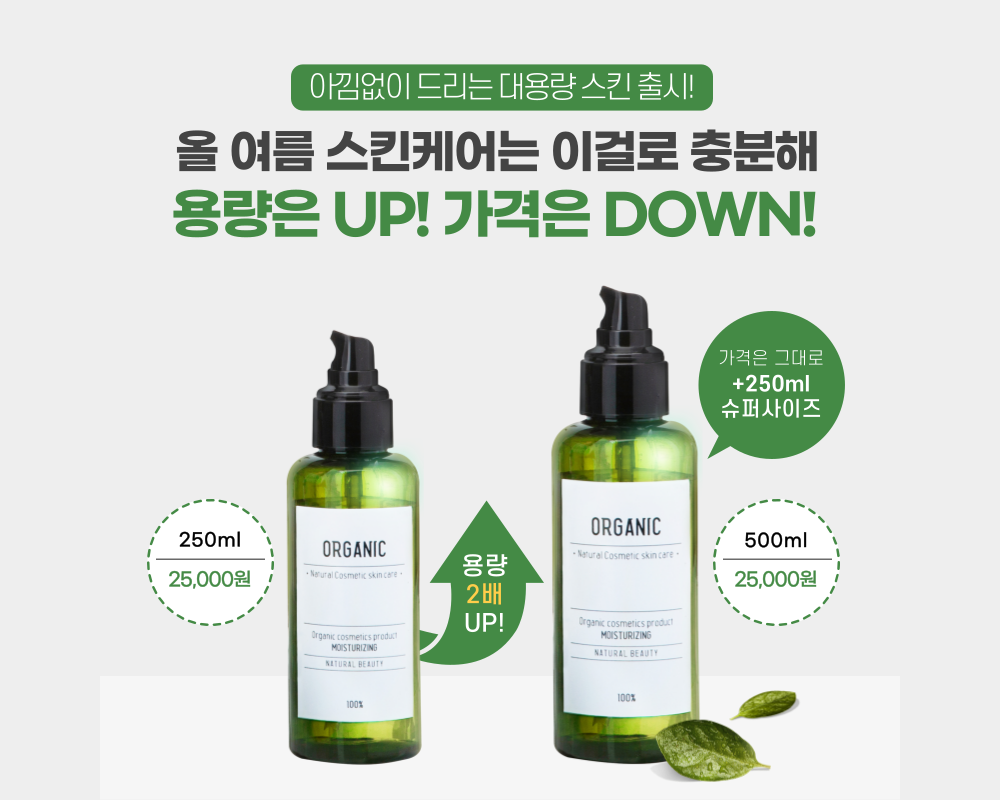 아낌없이 드리는 대용량 스킨 출시!
올 여름 스킨케어는 이걸로 충분해
용량은 UP! 가격은 DOWN!
가격은 그대로
+250ml
슈퍼사이즈
250ml
25,000원
ORGANIC
- Natural Cosmetic skin care -
Organic cosmetics product
MOISTURIZING
NATURAL BEAUTY
100%
용량
2배
UP!
ORGANIC
- Natural Cosmetic skin care -
Organic cosmetics product
MOISTURIZING
NATURAL BEAUTY
100%
500ml
25,000원